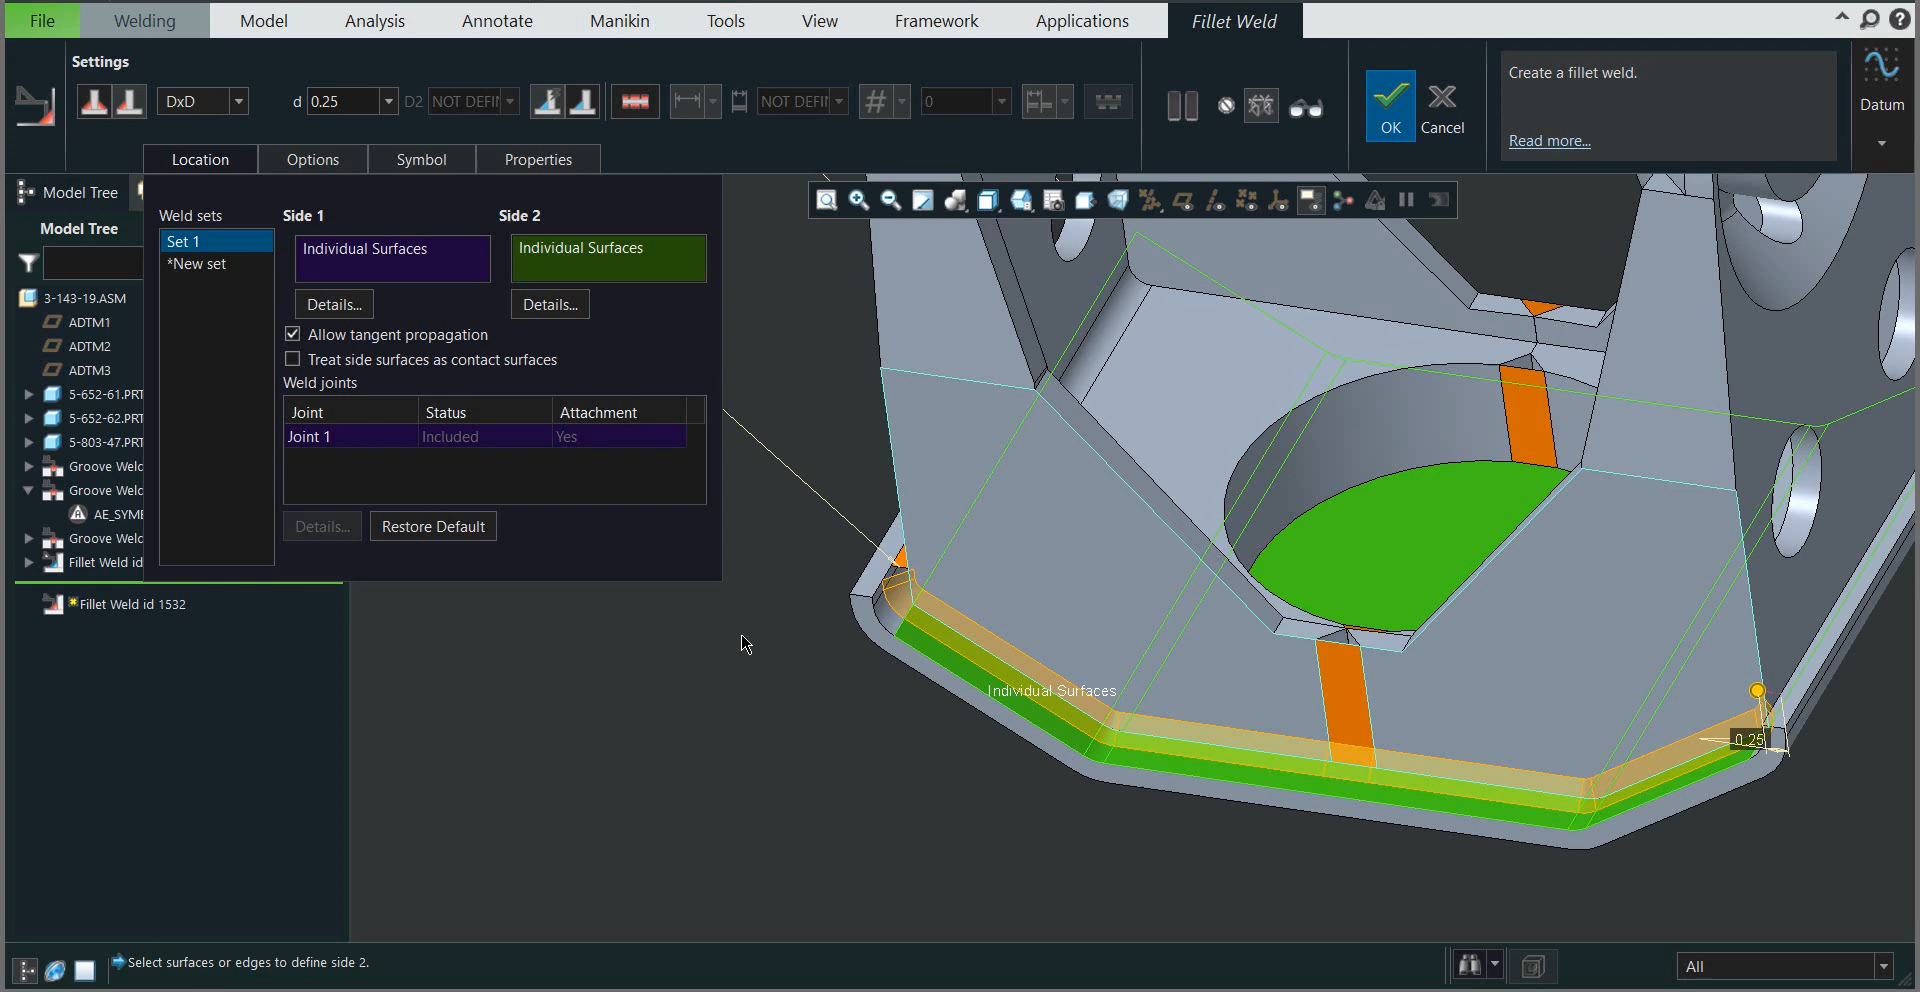 File Welding Model Analysis Annotate Manikin Tools View Framework Applications Fillet Weld
Settings
DxD d 0.25 D2 NOT DEFIN NOT DEFIN # 0
OK Cancel
Create a fillet weld.
Read more...
Datum
Location Options Symbol Properties
Model Tree
Model Tree
3-143-19.ASM
ADTM1
ADTM2
ADTM3
5-652-61.PRT
5-652-62.PRT
5-803-47.PRT
Groove Weld
Groove Weld
AE_SYMB
Groove Weld
Fillet Weld id
Fillet Weld id 1532
Weld sets
Set 1
*New set
Side 1 Side 2
Individual Surfaces Individual Surfaces
Details... Details...
Allow tangent propagation
Treat side surfaces as contact surfaces
Weld joints
Joint Status Attachment
Joint 1 Included Yes
Details... Restore Default
Individual Surfaces
0.25
Select surfaces or edges to define side 2.
All